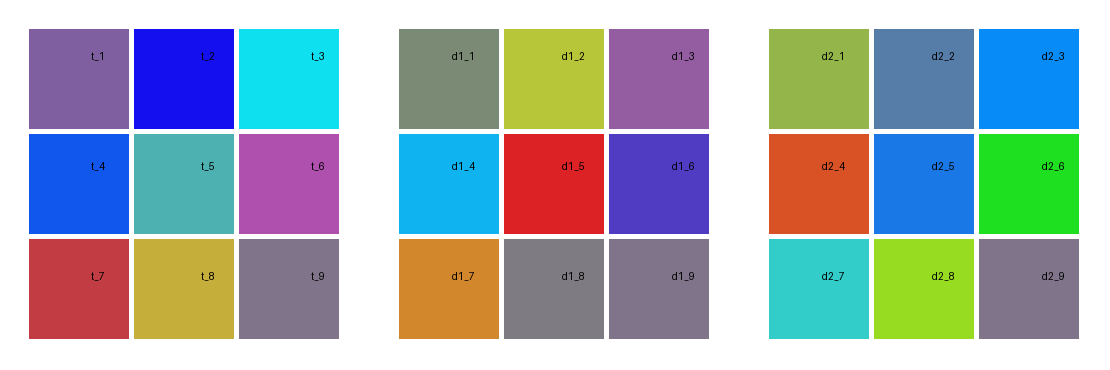 t_1 t_2 t_3 d1_1 d1_2 d1_3 d2_1 d2_2 d2_3
t_4 t_5 t_6 d1_4 d1_5 d1_6 d2_4 d2_5 d2_6
t_7 t_8 t_9 d1_7 d1_8 d1_9 d2_7 d2_8 d2_9